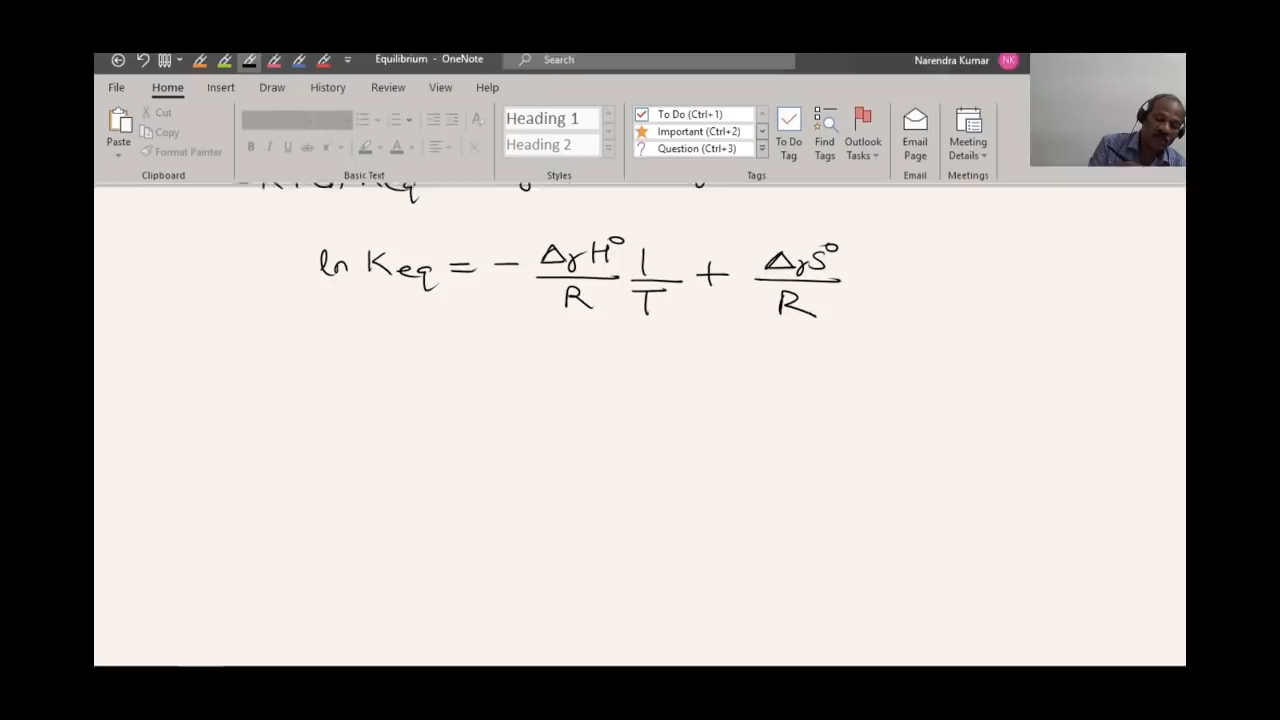 Equilibrium - OneNote
Search
Narendra Kumar NK
File Home Insert Draw History Review View Help
Paste
Cut
Copy
Format Painter
Clipboard
B I U ab x
A
Basic Text
Heading 1
Heading 2
Styles
To Do (Ctrl+1)
Important (Ctrl+2)
? Question (Ctrl+3)
To Do Tag
Find Tags
Outlook Tasks
Tags
Email Page
Email
Meeting Details
Meetings
ln Keq = - ΔrH° / R 1 / T + ΔrS° / R